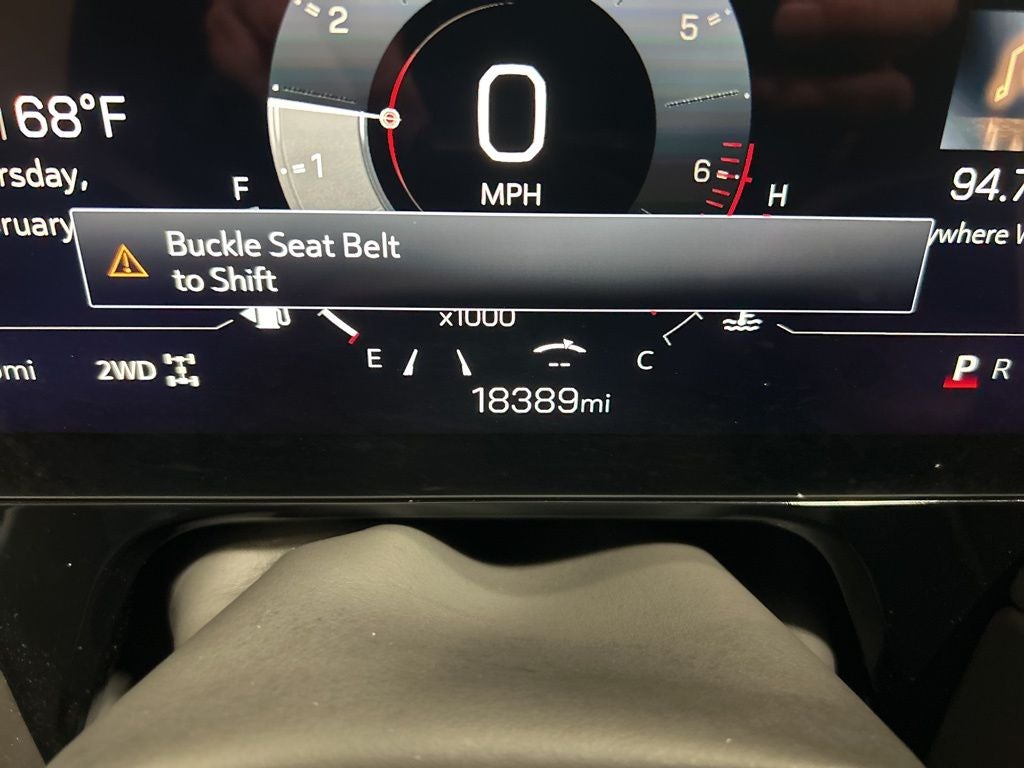 2
5
0
68°F
1
6
rsday,
F
MPH
H
94.7
ruary
Buckle Seat Belt
to Shift
where W
x1000
E
--
C
mi
2WD
P R
18389mi